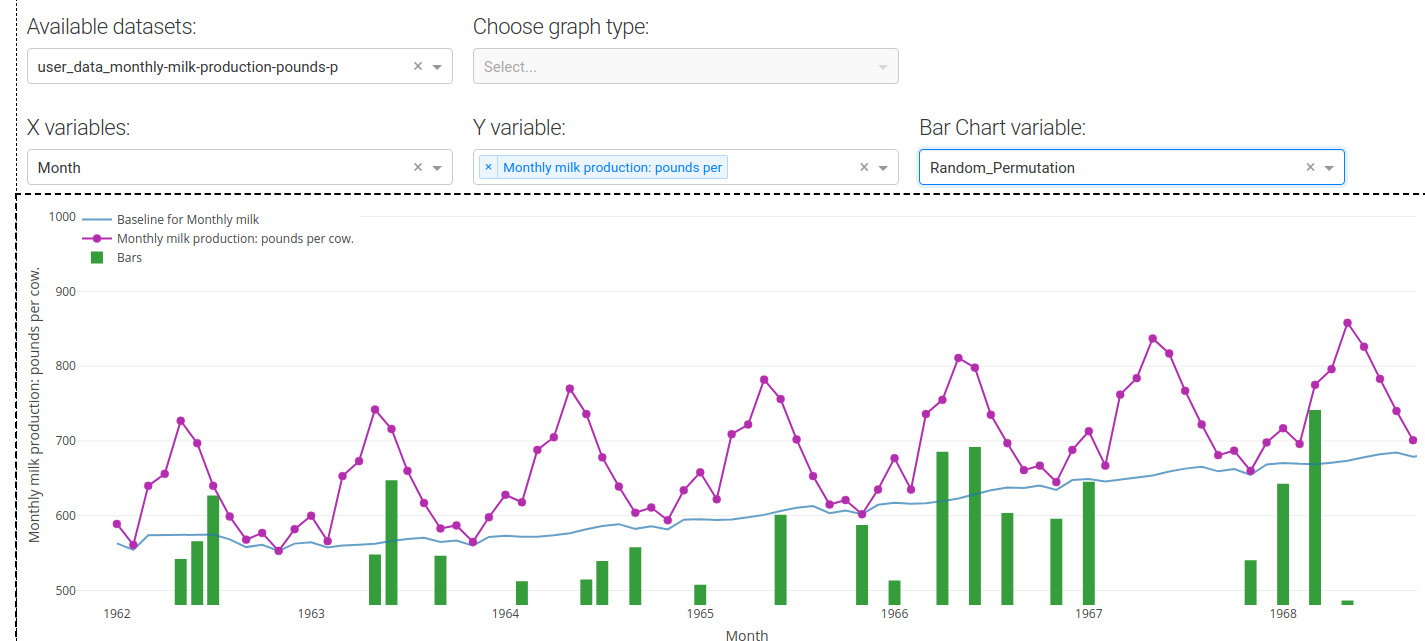 Available datasets: Choose graph type:
user_data_monthly-milk-production-pounds-p × Select...
X variables: Y variable: Bar Chart variable:
Month × × Monthly milk production: pounds per × Random_Permutation ×
Monthly milk production: pounds per cow.
1000
900
800
700
600
500
Baseline for Monthly milk
Monthly milk production: pounds per cow.
Bars
1962 1963 1964 1965 1966 1967 1968
Month